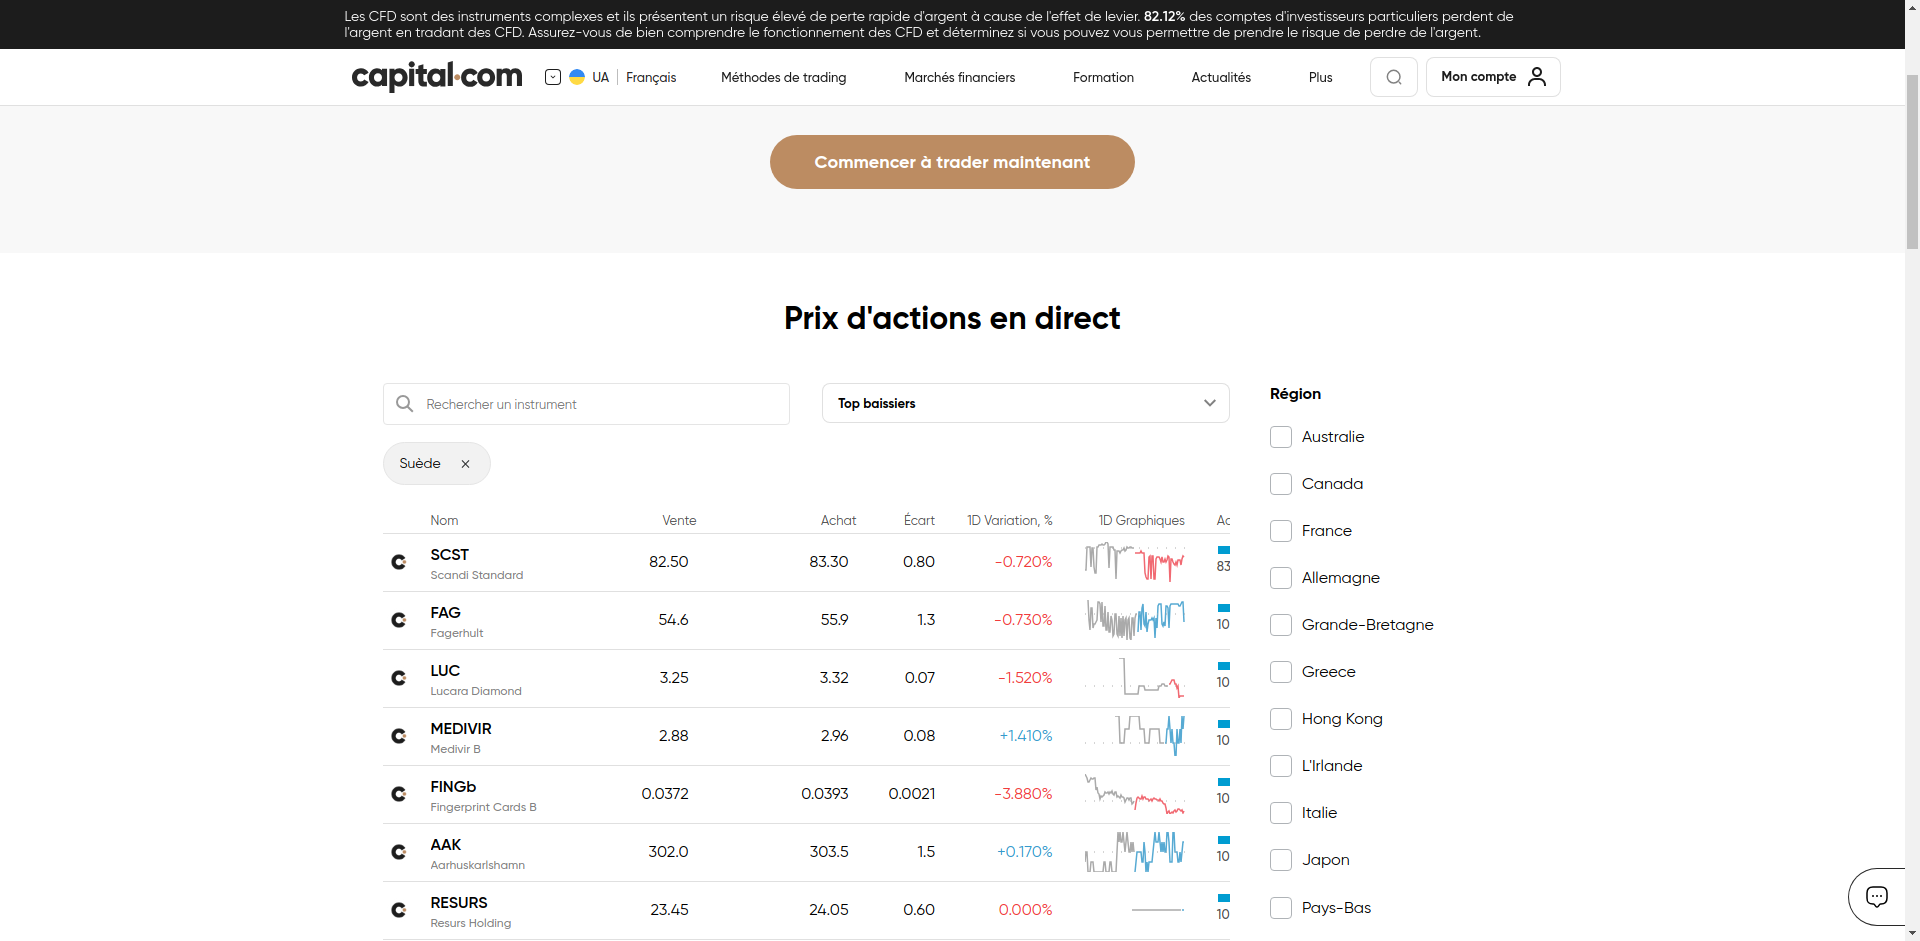 Les CFD sont des instruments complexes et ils présentent un risque élevé de perte rapide d'argent à cause de l'effet de levier. 82.12% des comptes d'investisseurs particuliers perdent de
l'argent en tradant des CFD. Assurez-vous de bien comprendre le fonctionnement des CFD et déterminez si vous pouvez vous permettre de prendre le risque de perdre de l'argent.
capital.com UA Français Méthodes de trading Marchés financiers Formation Actualités Plus Mon compte
Commencer à trader maintenant
Prix d'actions en direct
Rechercher un instrument
Top baissiers
Suède
Nom Vente Achat Écart 1D Variation, % 1D Graphiques Ac
SCST 82.50 83.30 0.80 -0.720% 83
Scandi Standard
FAG 54.6 55.9 1.3 -0.730% 10
Fagerhult
LUC 3.25 3.32 0.07 -1.520% 10
Lucara Diamond
MEDIVIR 2.88 2.96 0.08 +1.410% 10
Medivir B
FINGb 0.0372 0.0393 0.0021 -3.880% 10
Fingerprint Cards B
AAK 302.0 303.5 1.5 +0.170% 10
Aarhuskarlshamn
RESURS 23.45 24.05 0.60 0.000% 10
Resurs Holding
Région
Australie
Canada
France
Allemagne
Grande-Bretagne
Greece
Hong Kong
L'Irlande
Italie
Japon
Pays-Bas